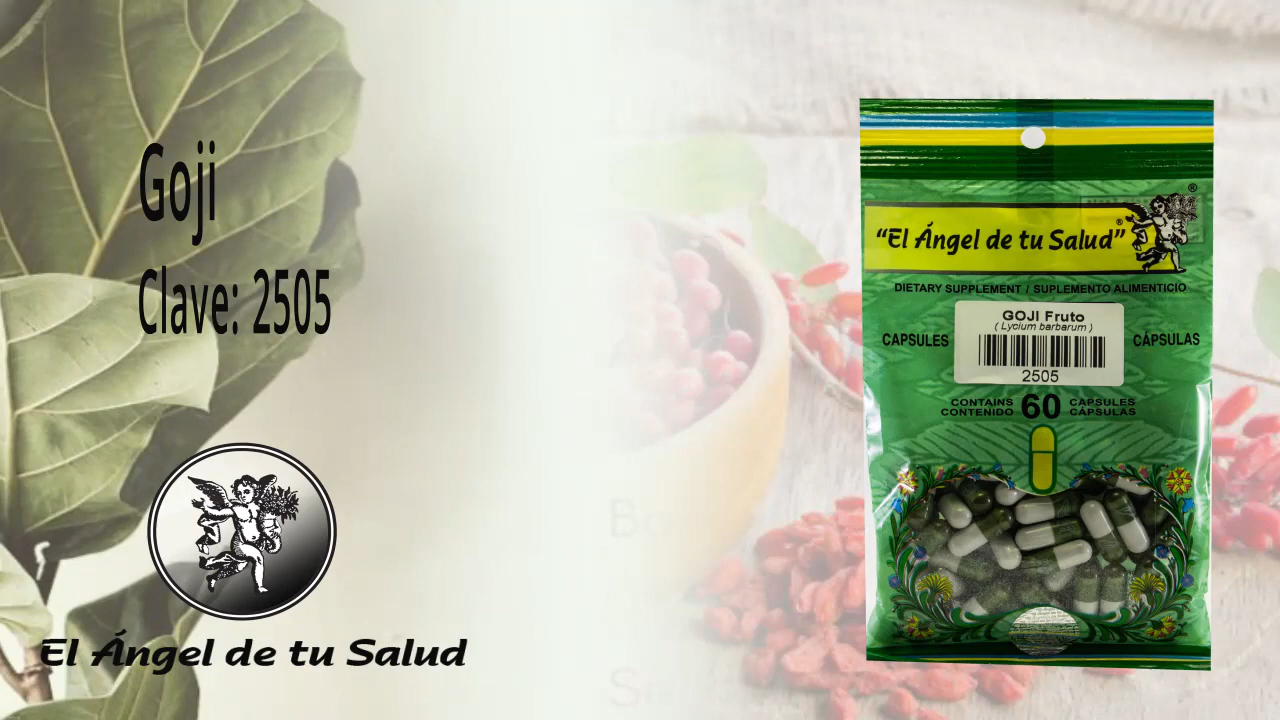 Goji
Clave: 2505
El Ángel de tu Salud
"El Ángel de tu Salud"
®
®
DIETARY SUPPLEMENT / SUPLEMENTO ALIMENTICIO
GOJI Fruto
( Lycium barbarum )
CAPSULES
CÁPSULAS
2505
CONTAINS 60 CAPSULES
CONTENIDO CÁPSULAS